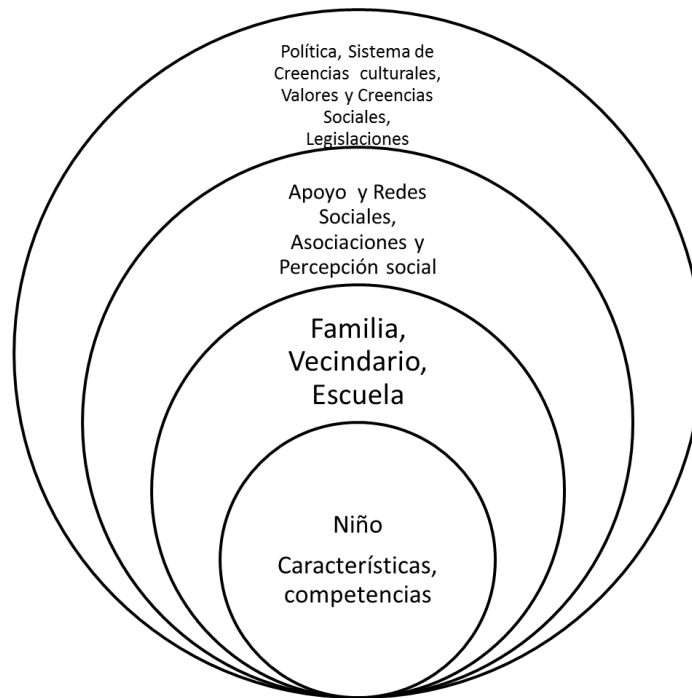 Política, Sistema de
Creencias culturales,
Valores y Creencias
Sociales,
Legislaciones
Apoyo y Redes
Sociales,
Asociaciones y
Percepción social
Familia,
Vecindario,
Escuela
Niño
Característícas,
competencias